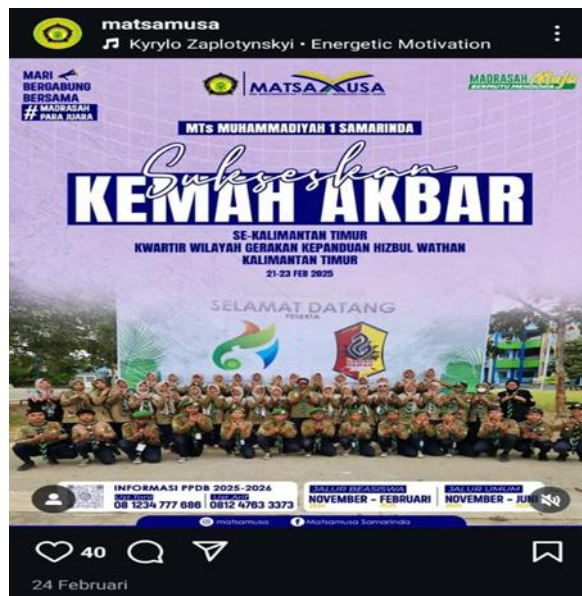 matsamusa
Kyrylo Zaplotynskyi • Energetic Motivation
MARI
BERGABUNG
BERSAMA
# MADRASAH
PARA JUARA
MATSAMUSA
MADRASAH Maju
BERMUTU MENDUNIA
MTs MUHAMMADIYAH 1 SAMARINDA
Sukseskan
KEMAH AKBAR
SE-KALIMANTAN TIMUR
KWARTIR WILAYAH GERAKAN KEPANDUAN HIZBUL WATHAN
KALIMANTAN TIMUR
21-23 FEB 2025
SELAMAT DATANG
PESERTA
INFORMASI PPDB 2025-2026
08 1234 777 686
0812 4763 3373
JALUR BEASISWA
NOVEMBER – FEBRUARI
JALUR UMUM
NOVEMBER – JUNI
matsamusa
Matsamusa Samarinda
40
24 Februari